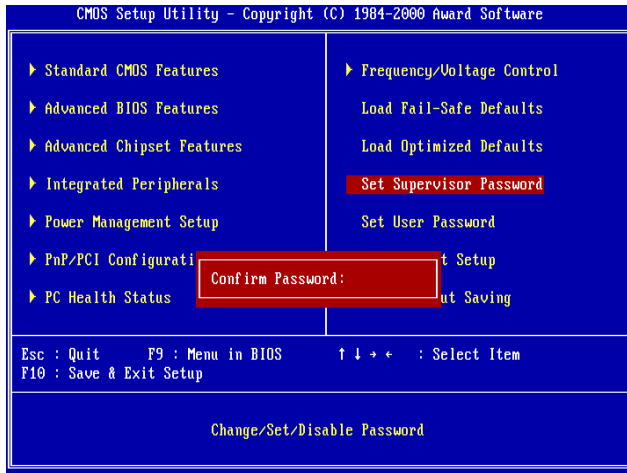 CMOS Setup Utility - Copyright (C) 1984-2000 Award Software
Standard CMOS Features
Advanced BIOS Features
Advanced Chipset Features
Integrated Peripherals
Power Management Setup
PnP/PCI Configurati
PC Health Status
Frequency/Voltage Control
Load Fail-Safe Defaults
Load Optimized Defaults
Set Supervisor Password
Set User Password
t Setup
ut Saving
Confirm Password:
Esc : Quit F9 : Menu in BIOS ↑ ↓ → ← : Select Item
F10 : Save & Exit Setup
Change/Set/Disable Password